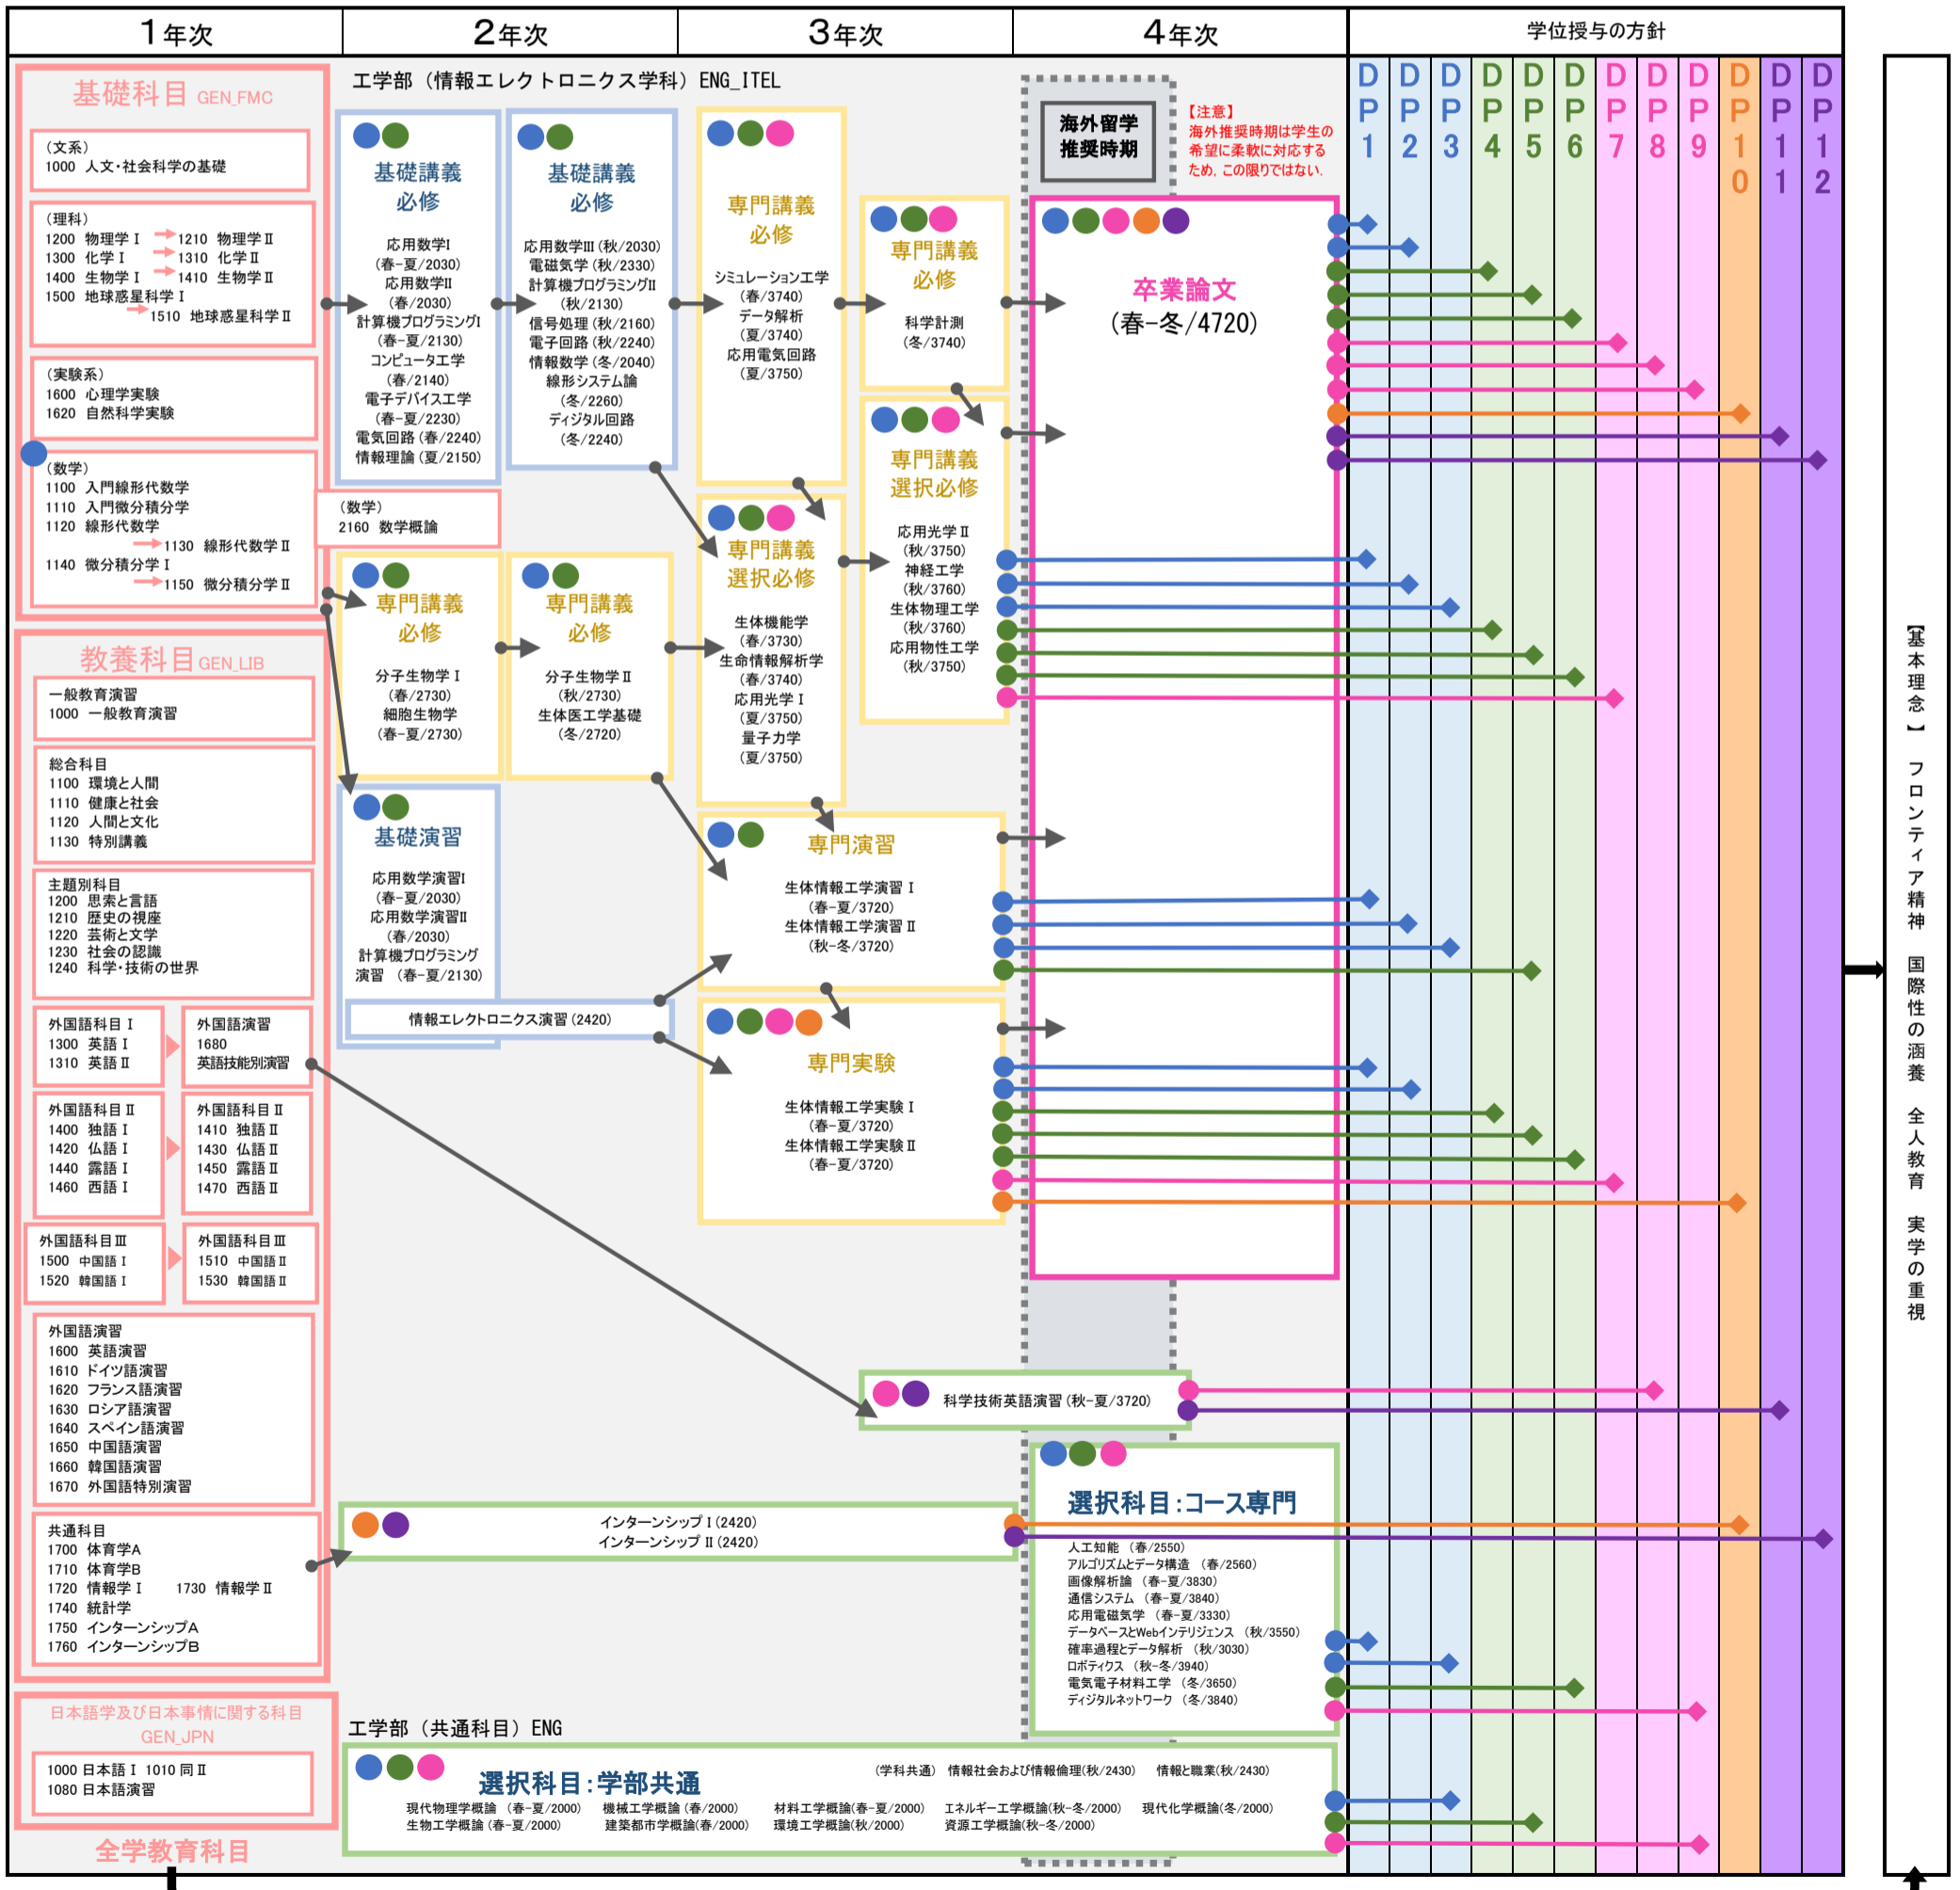 1年次
2年次
3年次
4年次
学位授与の方針
基礎科目 GEN_FMC
(文系)
1000 人文・社会科学の基礎
(理科)
1200 物理学Ⅰ 1210 物理学Ⅱ
1300 化学Ⅰ 1310 化学Ⅱ
1400 生物学Ⅰ 1410 生物学Ⅱ
1500 地球惑星科学Ⅰ
1510 地球惑星科学Ⅱ
(実験系)
1600 心理学実験
1620 自然科学実験
(数学)
1100 入門線形代数学
1110 入門微分積分学
1120 線形代数学
1130 線形代数学Ⅱ
1140 微分積分学Ⅰ
1150 微分積分学Ⅱ
(数学)
2160 数学概論
教養科目GEN_LIB
一般教育演習
1000 一般教育演習
総合科目
1100 環境と人間
1110 健康と社会
1120 人間と文化
1130 特別講義
主題別科目
1200 思索と言語
1210 歴史の視座
1220 芸術と文学
1230 社会の認識
1240 科学・技術の世界
外国語科目Ⅰ
1300 英語Ⅰ
1310 英語Ⅱ
外国語演習
1680
英語技能別演習
外国語科目Ⅱ
1400 独語Ⅰ
1420 仏語Ⅰ
1440 露語Ⅰ
1460 西語Ⅰ
外国語科目Ⅱ
1410 独語Ⅱ
1430 仏語Ⅱ
1450 露語Ⅱ
1470 西語Ⅱ
外国語科目Ⅲ
1500 中国語Ⅰ
1520 韓国語Ⅰ
外国語科目Ⅲ
1510 中国語Ⅱ
1530 韓国語Ⅱ
外国語演習
1600 英語演習
1610 ドイツ語演習
1620 フランス語演習
1630 ロシア語演習
1640 スペイン語演習
1650 中国語演習
1660 韓国語演習
1670 外国語特別演習
共通科目
1700 体育学A
1710 体育学B
1720 情報学Ⅰ 1730 情報学Ⅱ
1740 統計学
1750 インターンシップA
1760 インターンシップB
日本語学及び日本事情に関する科目
GEN_JPN
1000 日本語Ⅰ 1010 同Ⅱ
1080 日本語演習
全学教育科目
工学部 (情報エレクトロニクス学科) ENG_ITEL
基礎講義
必修
応用数学Ⅰ
(春-夏/2030)
応用数学Ⅱ
(春/2030)
計算機プログラミングⅠ
(春-夏/2130)
コンピュータ工学
(春/2140)
電子デバイス工学
(春-夏/2230)
電気回路(春/2240)
情報理論(夏/2150)
基礎講義
必修
応用数学Ⅲ(秋/2030)
電磁気学(秋/2330)
計算機プログラミングⅡ
(秋/2130)
信号処理(秋/2160)
電子回路(秋/2240)
情報数学(冬/2040)
線形システム論
(冬/2260)
ディジタル回路
(冬/2240)
専門講義
必修
分子生物学Ⅰ
(春/2730)
細胞生物学
(春-夏/2730)
専門講義
必修
分子生物学Ⅱ
(秋/2730)
生体医工学基礎
(冬/2720)
基礎演習
応用数学演習Ⅰ
(春-夏/2030)
応用数学演習Ⅱ
(春/2030)
計算機プログラミング
演習 (春-夏/2130)
情報エレクトロニクス演習(2420)
専門講義
必修
シミュレーション工学
(春/3740)
データ解析
(夏/3740)
応用電気回路
(夏/3750)
専門講義
必修
科学計測
(冬/3740)
専門講義
選択必修
生体機能学
(春/3730)
生命情報解析学
(春/3740)
応用光学Ⅰ
(夏/3750)
量子力学
(夏/3750)
専門講義
選択必修
応用光学Ⅱ
(秋/3750)
神経工学
(秋/3760)
生体物理工学
(秋/3760)
応用物性工学
(秋/3750)
専門演習
生体情報工学演習Ⅰ
(春-夏/3720)
生体情報工学演習Ⅱ
(秋-冬/3720)
専門実験
生体情報工学実験Ⅰ
(春-夏/3720)
生体情報工学実験Ⅱ
(春-夏/3720)
海外留学
推奨時期
【注意】
海外推奨時期は学生の
希望に柔軟に対応する
ため,この限りではない.
卒業論文
(春-冬/4720)
科学技術英語演習(秋-夏/3720)
インターンシップⅠ(2420)
インターンシップⅡ(2420)
選択科目:コース専門
人工知能 (春/2550)
アルゴリズムとデータ構造 (春/2560)
画像解析論 (春-夏/3830)
通信システム (春-夏/3840)
応用電磁気学 (春-夏/3330)
データベースとWebインテリジェンス (秋/3550)
確率過程とデータ解析 (秋/3030)
ロボティクス (秋-冬/3940)
電気電子材料工学 (冬/3650)
ディジタルネットワーク (冬/3840)
工学部 (共通科目) ENG
選択科目:学部共通
(学科共通) 情報社会および情報倫理(秋/2430) 情報と職業(秋/2430)
現代物理学概論 (春-夏/2000) 機械工学概論(春/2000) 材料工学概論(春-夏/2000) エネルギー工学概論(秋-冬/2000) 現代化学概論(冬/2000)
生物工学概論(春-夏/2000) 建築都市学概論(春/2000) 環境工学概論(秋/2000) 資源工学概論(秋-冬/2000)
DP1
DP2
DP3
DP4
DP5
DP6
DP7
DP8
DP9
DP10
DP11
DP12
【基本理念】 フロンティア精神 国際性の涵養 全人教育 実学の重視